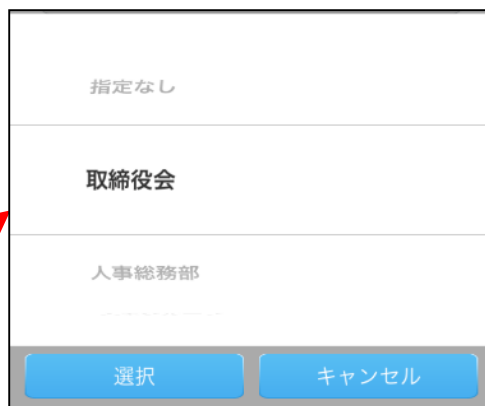 指定なし
取締役会
人事総務部
選択
キャンセル